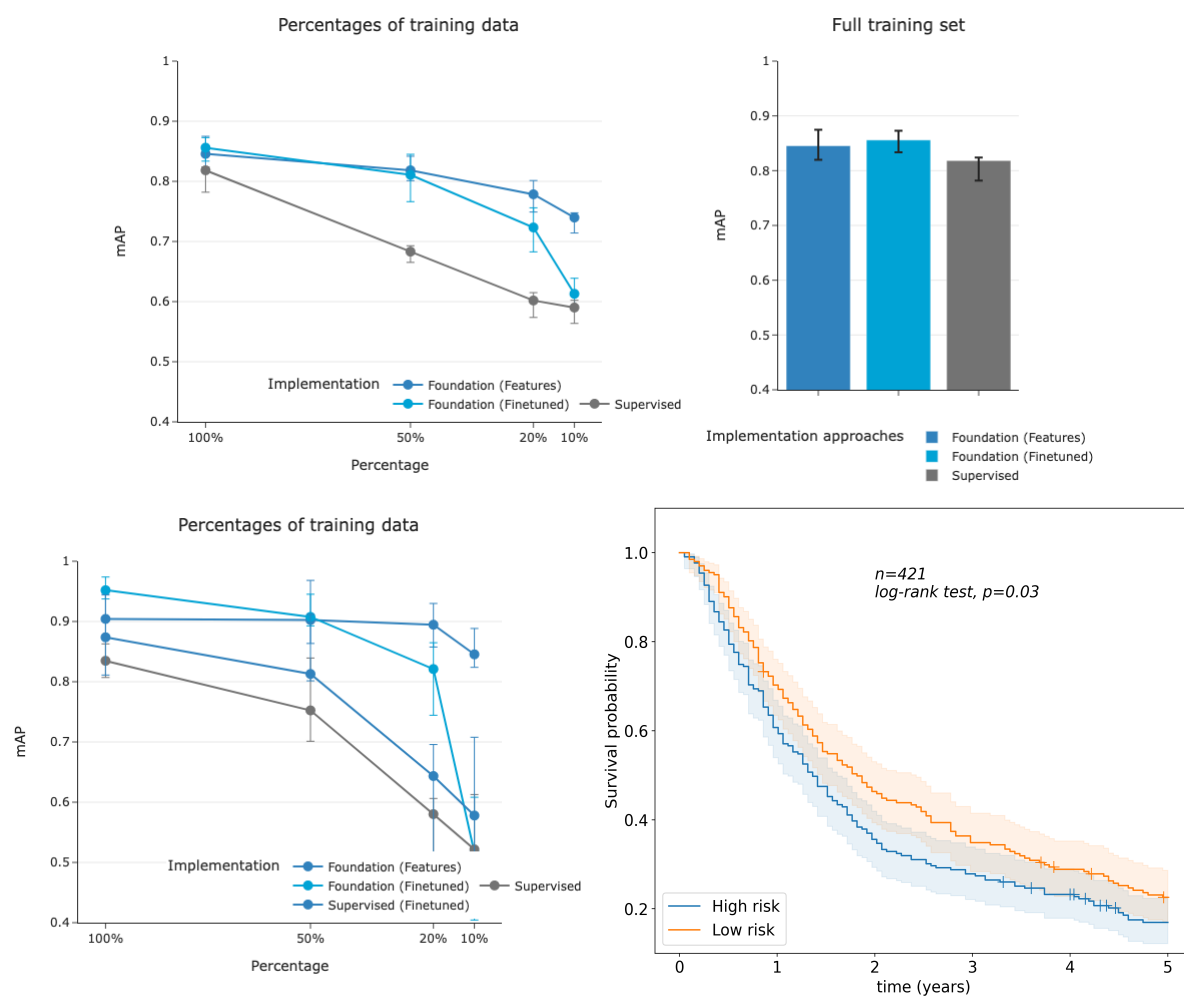 Percentages of training data
1
0.9
0.8
0.7
0.6
0.5
0.4
mAP
100%
50%
20%
10%
Percentage
Implementation
Foundation (Features)
Foundation (Finetuned)
Supervised
Full training set
1
0.9
0.8
0.7
0.6
0.5
0.4
mAP
Implementation approaches
Foundation (Features)
Foundation (Finetuned)
Supervised
Percentages of training data
1
0.9
0.8
0.7
0.6
0.5
0.4
mAP
100%
50%
20%
10%
Percentage
Implementation
Foundation (Features)
Foundation (Finetuned)
Supervised
Supervised (Finetuned)
1.0
0.8
0.6
0.4
0.2
Survival probability
n=421
log-rank test, p=0.03
High risk
Low risk
0
1
2
3
4
5
time (years)